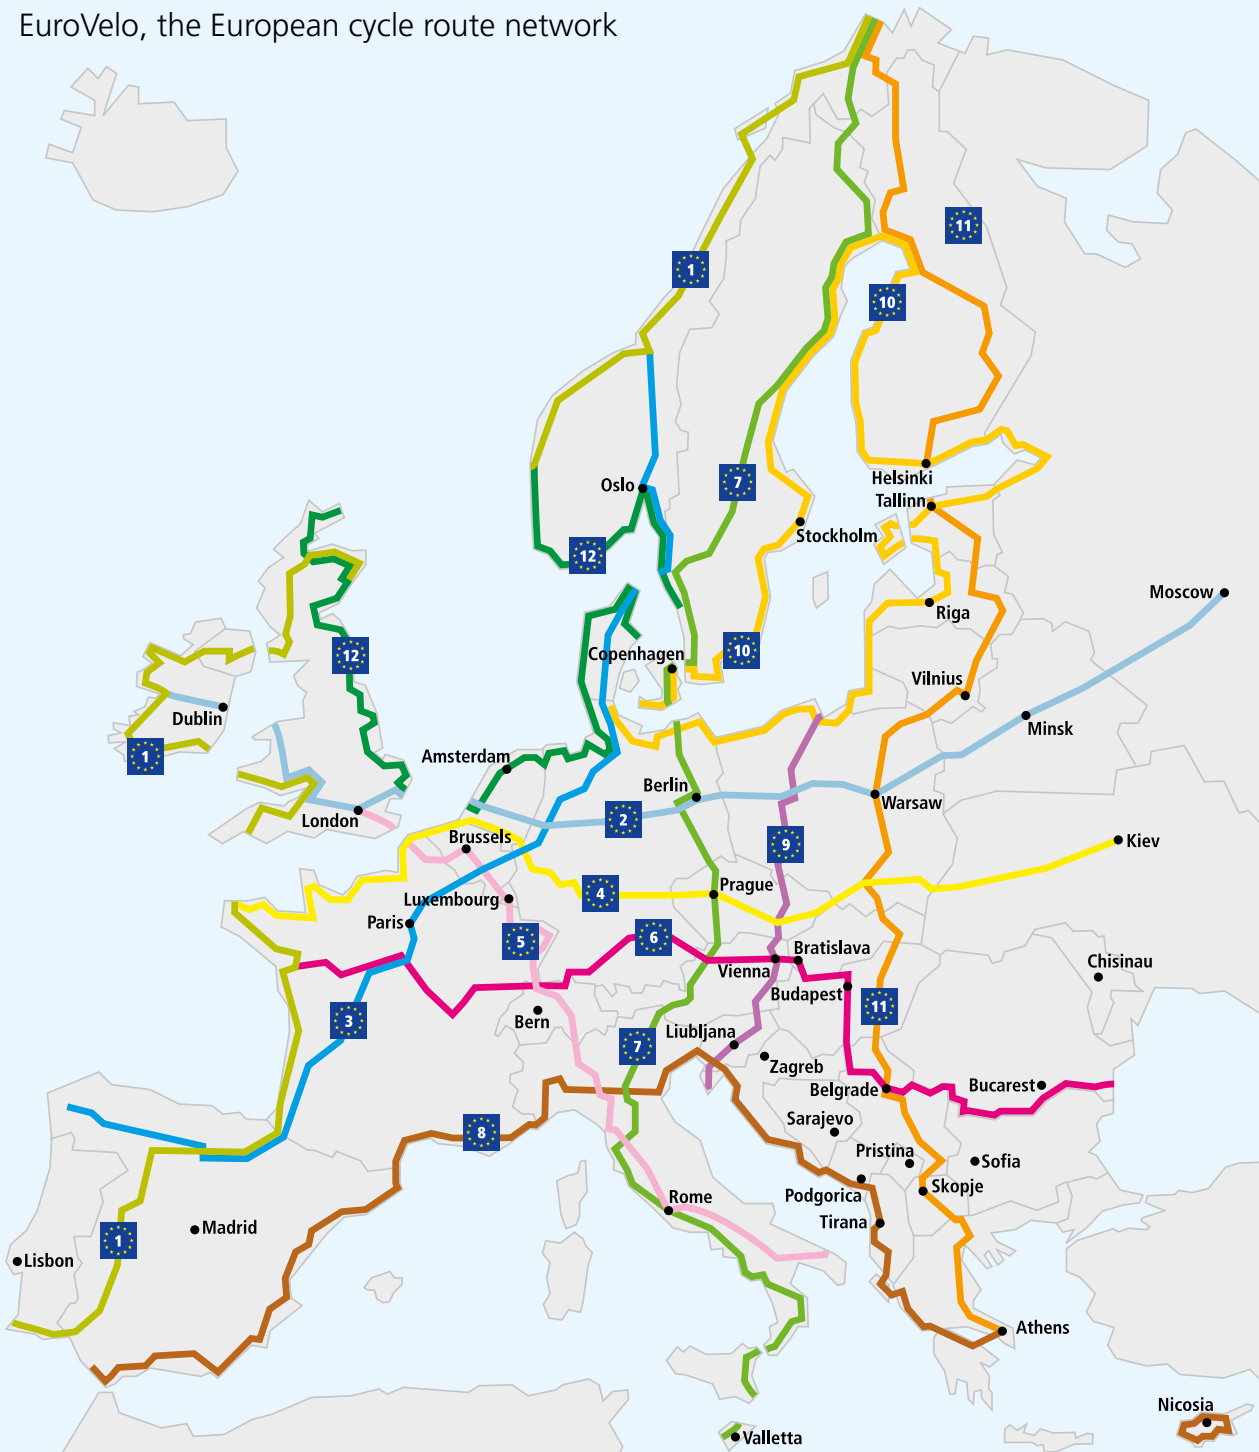 EuroVelo, the European cycle route network
11
1
10
Helsinki
7
Oslo
Tallinn
Stockholm
12
Moscow
Riga
12
10
Copenhagen
Vilnius
Dublin
Minsk
1
Amsterdam
Berlin
Warsaw
London
2
Brussels
9
Kiev
4
Prague
Luxembourg
Paris
5
6
Bratislava
Vienna
Chisinau
Budapest
11
3
Bern
Liubljana
7
Zagreb
Belgrade
Bucarest
Sarajevo
8
Pristina
Sofia
Skopje
Podgorica
Rome
Tirana
Madrid
1
Lisbon
Athens
Nicosia
Valletta